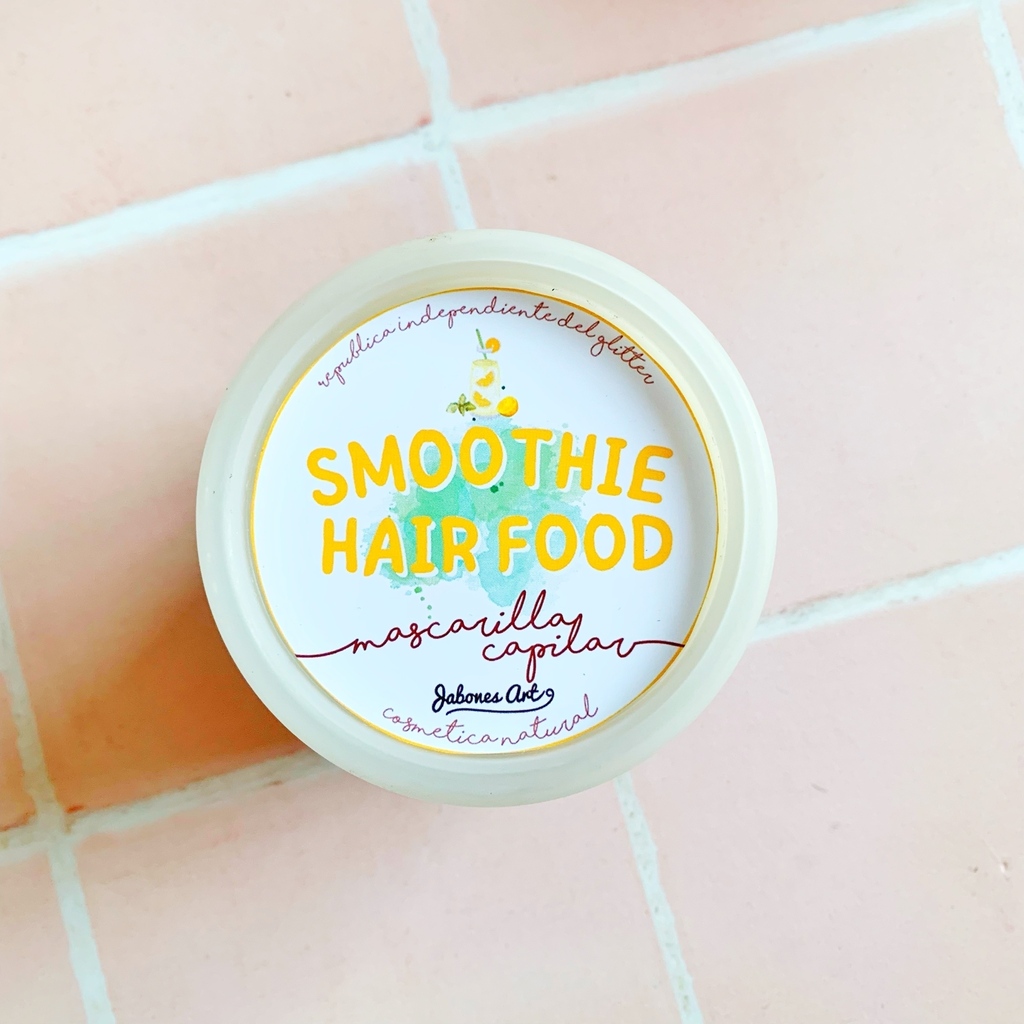 republica independiente del glitter
SMOOTHIE
HAIR FOOD
mascarilla
capilar
Jabones Art
cosmetica natural